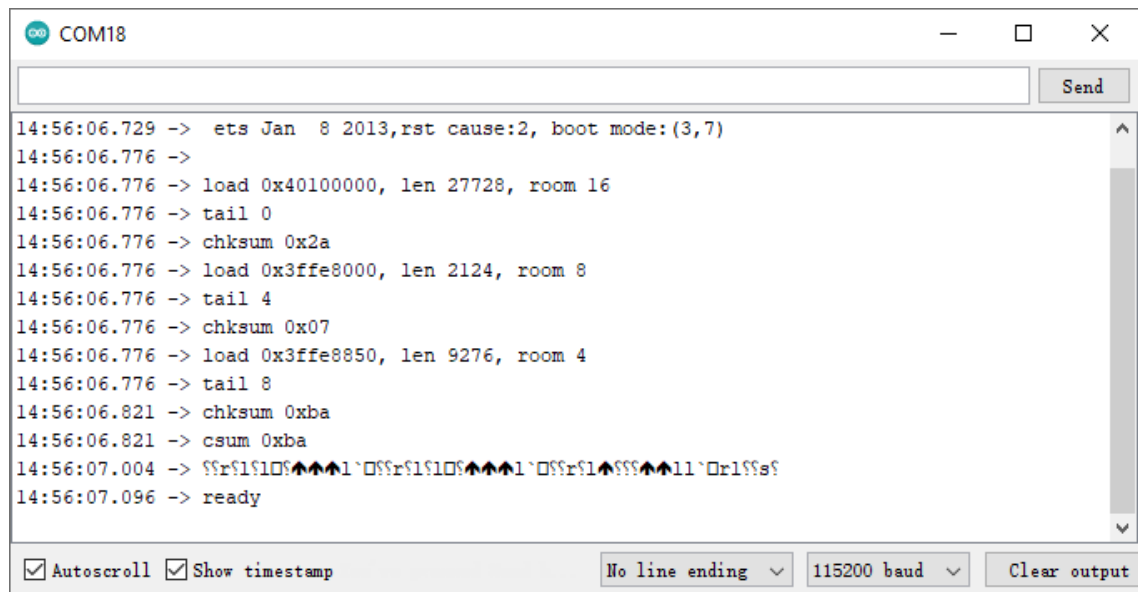 COM18
Send
14:56:06.729 ->  ets Jan  8 2013,rst cause:2, boot mode:(3,7)
14:56:06.776 ->
14:56:06.776 -> load 0x40100000, len 27728, room 16
14:56:06.776 -> tail 0
14:56:06.776 -> chksum 0x2a
14:56:06.776 -> load 0x3ffe8000, len 2124, room 8
14:56:06.776 -> tail 4
14:56:06.776 -> chksum 0x07
14:56:06.776 -> load 0x3ffe8850, len 9276, room 4
14:56:06.776 -> tail 8
14:56:06.821 -> chksum 0xba
14:56:06.821 -> csum 0xba
14:56:07.004 ->
14:56:07.096 -> ready
Autoscroll Show timestamp No line ending 115200 baud Clear output